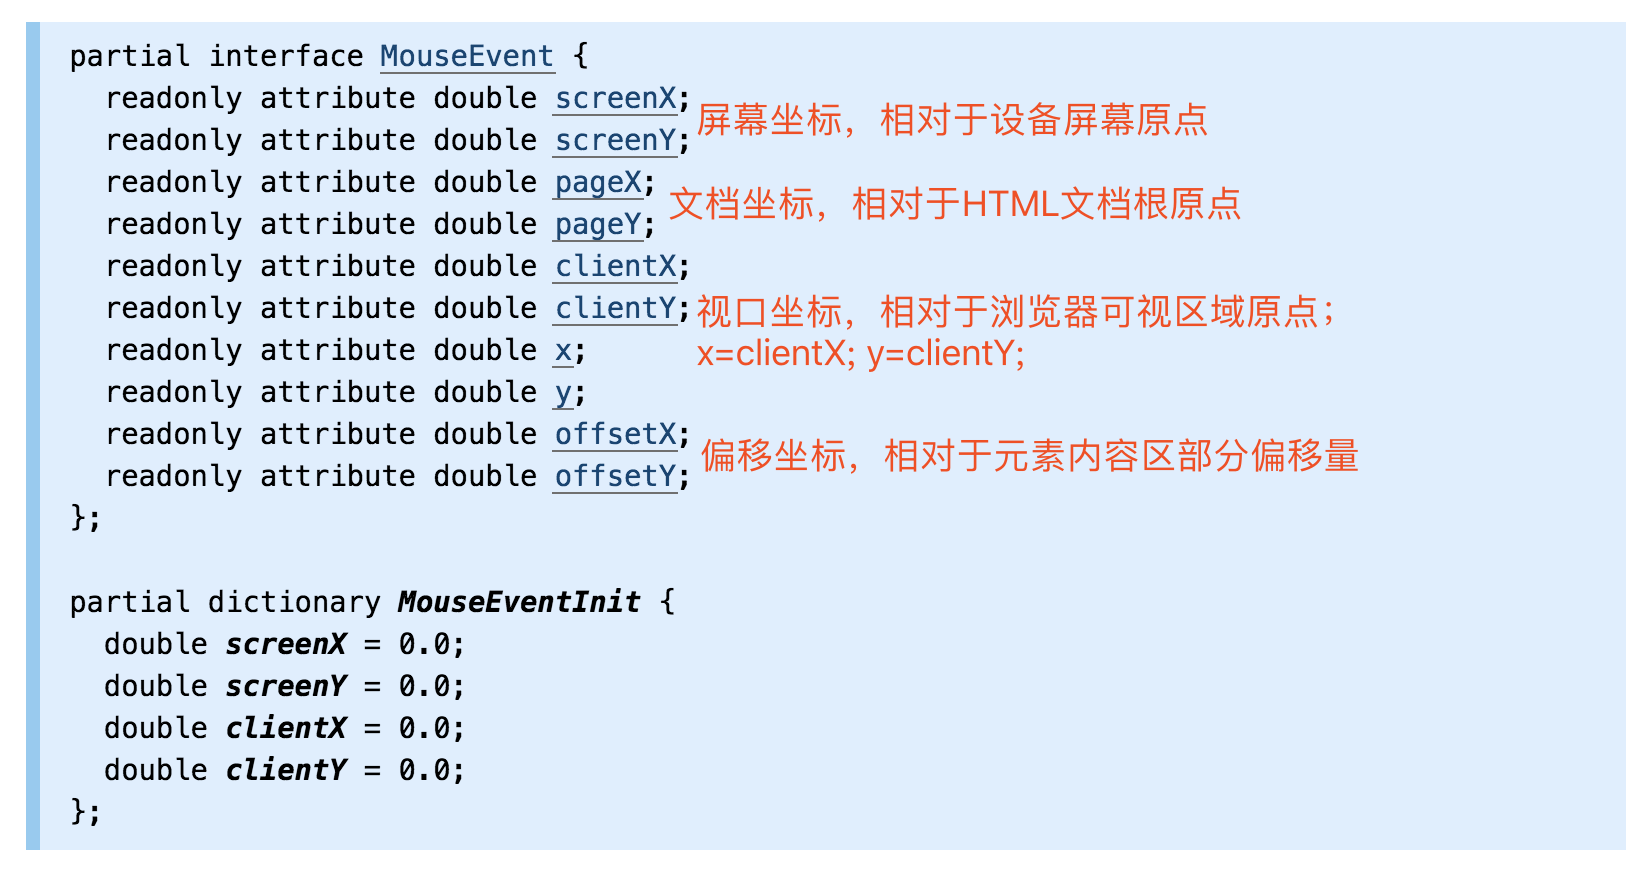 partial interface MouseEvent {
readonly attribute double screenX;
屏幕坐标，相对于设备屏幕原点
readonly attribute double screenY;
readonly attribute double pageX;
文档坐标，相对于HTML文档根原点
readonly attribute double pageY;
readonly attribute double clientX;
readonly attribute double clientY;
视口坐标，相对于浏览器可视区域原点；
x=clientX; y=clientY;
readonly attribute double x;
readonly attribute double y;
readonly attribute double offsetX;
偏移坐标，相对于元素内容区部分偏移量
readonly attribute double offsetY;
};
partial dictionary MouseEventInit {
double screenX = 0.0;
double screenY = 0.0;
double clientX = 0.0;
double clientY = 0.0;
};